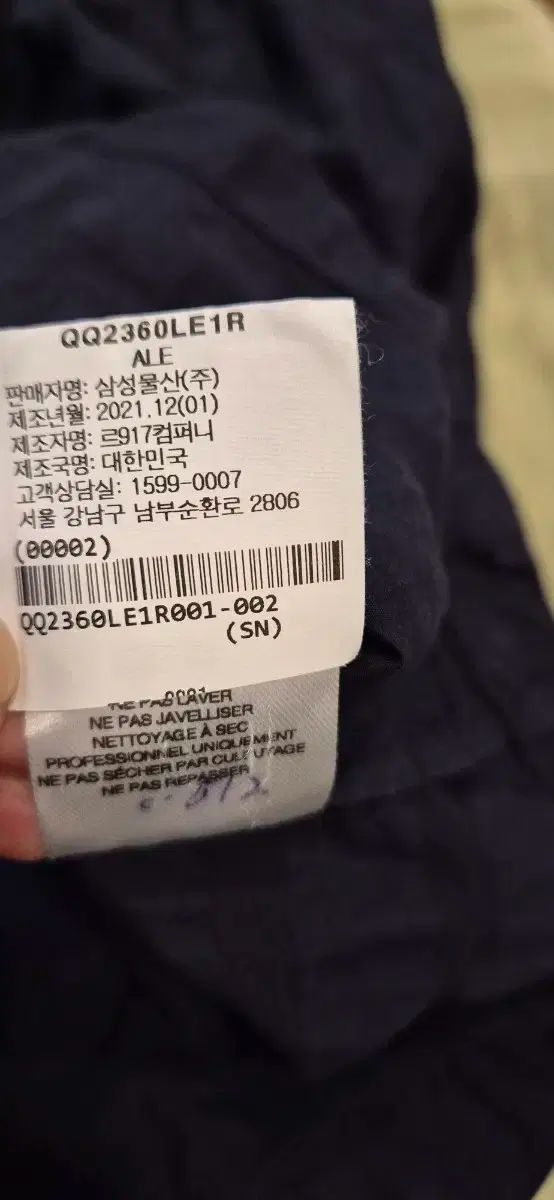 QQ2360LE1R
ALE
판매자명: 삼성물산(주)
제조년월: 2021.12(01)
제조자명: 르917컴퍼니
제조국명: 대한민국
고객상담실: 1599-0007
서울 강남구 남부순환로 2806
(00002)
QQ2360LE1R001-002
(SN)
NE PAS LAVER
NE PAS JAVELLISER
NETTOYAGE À SEC
PROFESSIONNEL UNIQUEMENT
NE PAS SÉCHER PAR CULBUTAGE
NE PAS REPASSER